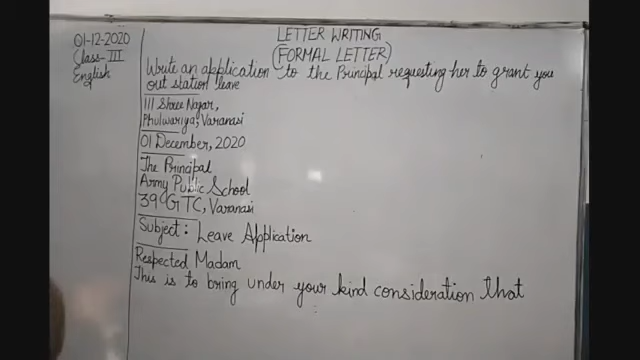 01-12-2020
Class-III
English
LETTER WRITING
(FORMAL LETTER)
Write an application to the Principal requesting her to grant you
out station leave
111 Shree Nagar,
Phulwariya, Varanasi
01 December, 2020
The Principal
Army Public School
39 GTC, Varanasi
Subject: Leave Application
Respected Madam
This is to bring under your kind consideration that